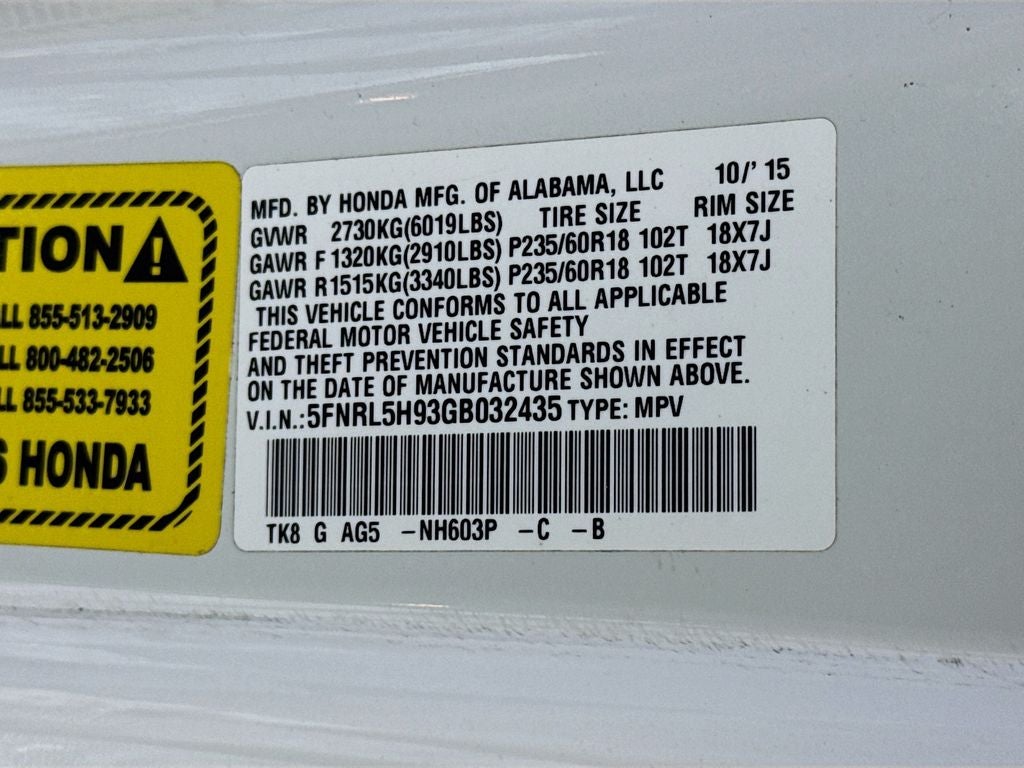 TION
LL 855-513-2909
LL 800-482-2506
LL 855-533-7933
HONDA
MFD. BY HONDA MFG. OF ALABAMA, LLC 10/' 15
GVWR 2730KG(6019LBS) TIRE SIZE RIM SIZE
GAWR F 1320KG(2910LBS) P235/60R18 102T 18X7J
GAWR R1515KG(3340LBS) P235/60R18 102T 18X7J
THIS VEHICLE CONFORMS TO ALL APPLICABLE
FEDERAL MOTOR VEHICLE SAFETY
AND THEFT PREVENTION STANDARDS IN EFFECT
ON THE DATE OF MANUFACTURE SHOWN ABOVE.
V.I.N.:5FNRL5H93GB032435 TYPE: MPV
TK8 G AG5 –NH603P –C –B